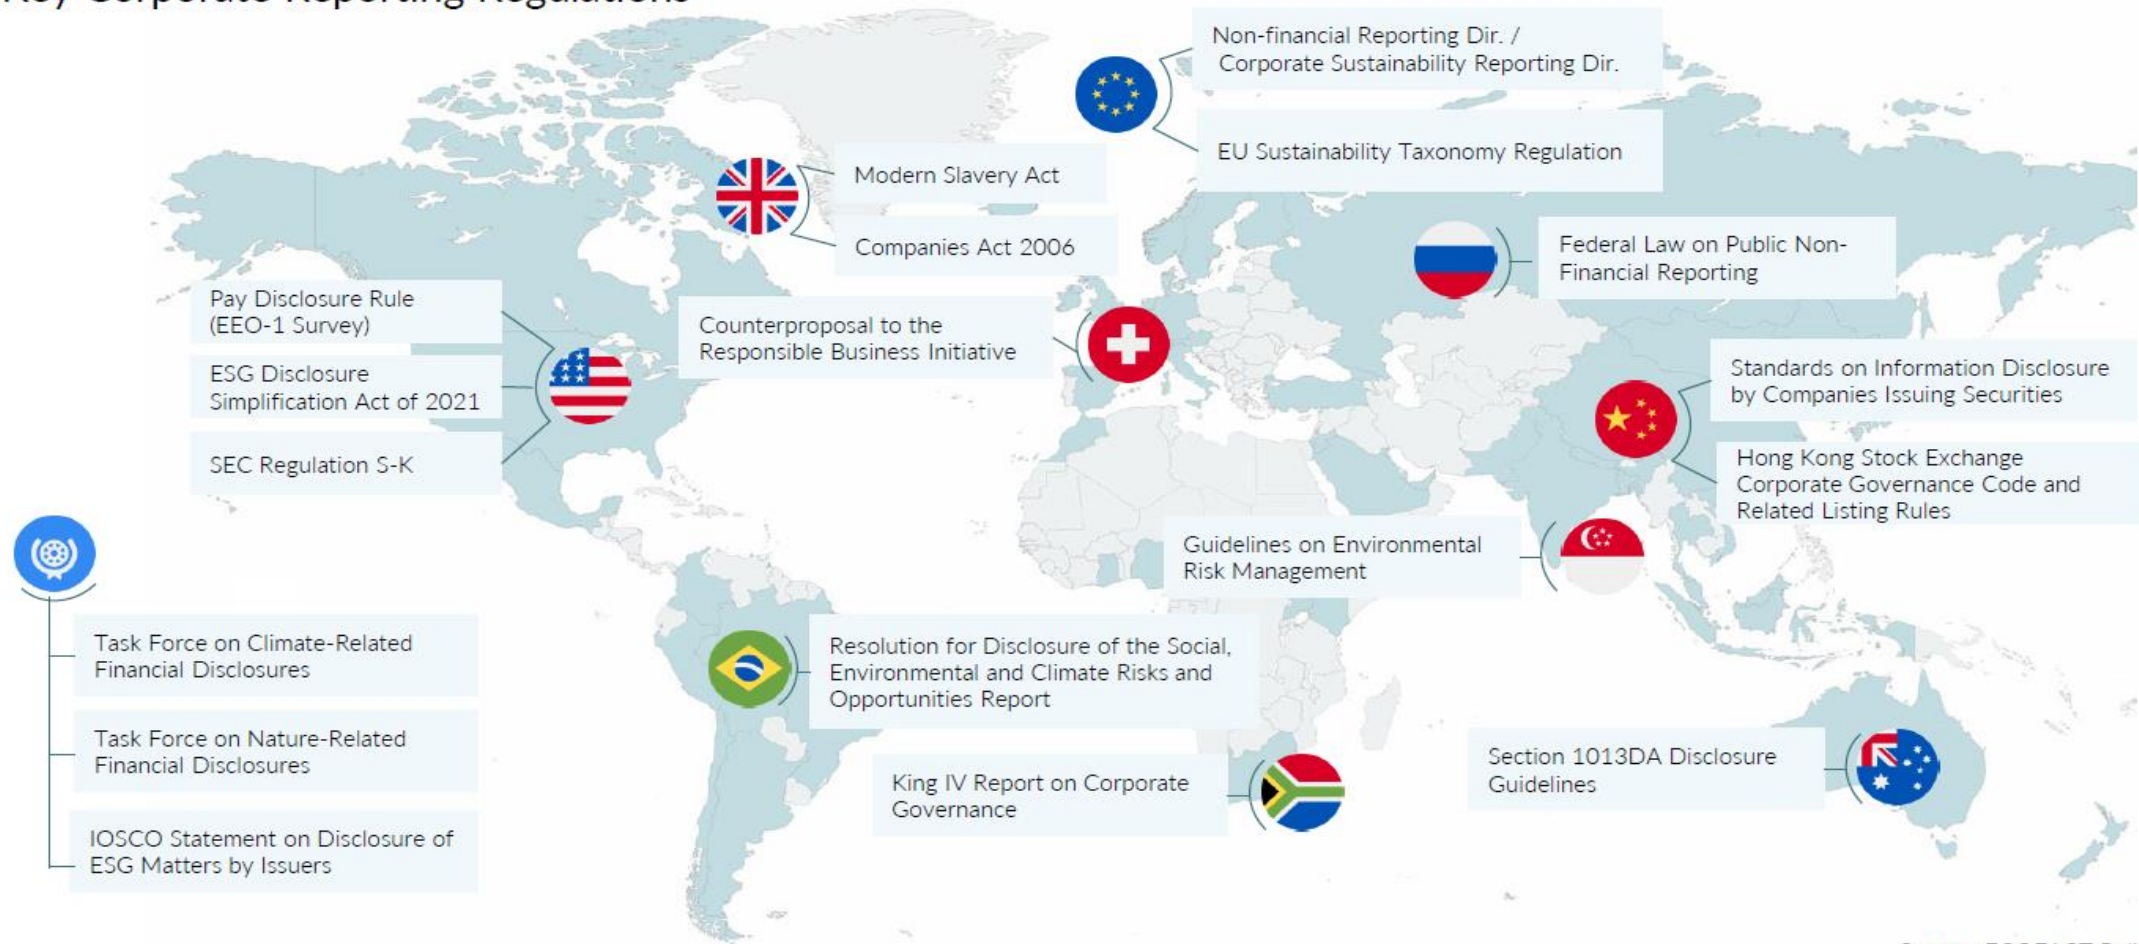 Key Corporate Reporting Regulations
Non-financial Reporting Dir. /
Corporate Sustainability Reporting Dir.
EU Sustainability Taxonomy Regulation
Modern Slavery Act
Companies Act 2006
Federal Law on Public Non-
Financial Reporting
Pay Disclosure Rule
(EEO-1 Survey)
ESG Disclosure
Simplification Act of 2021
SEC Regulation S-K
Counterproposal to the
Responsible Business Initiative
Standards on Information Disclosure
by Companies Issuing Securities
Hong Kong Stock Exchange
Corporate Governance Code and
Related Listing Rules
Guidelines on Environmental
Risk Management
Task Force on Climate-Related
Financial Disclosures
Task Force on Nature-Related
Financial Disclosures
IOSCO Statement on Disclosure of
ESG Matters by Issuers
Resolution for Disclosure of the Social,
Environmental and Climate Risks and
Opportunities Report
King IV Report on Corporate
Governance
Section 1013DA Disclosure
Guidelines